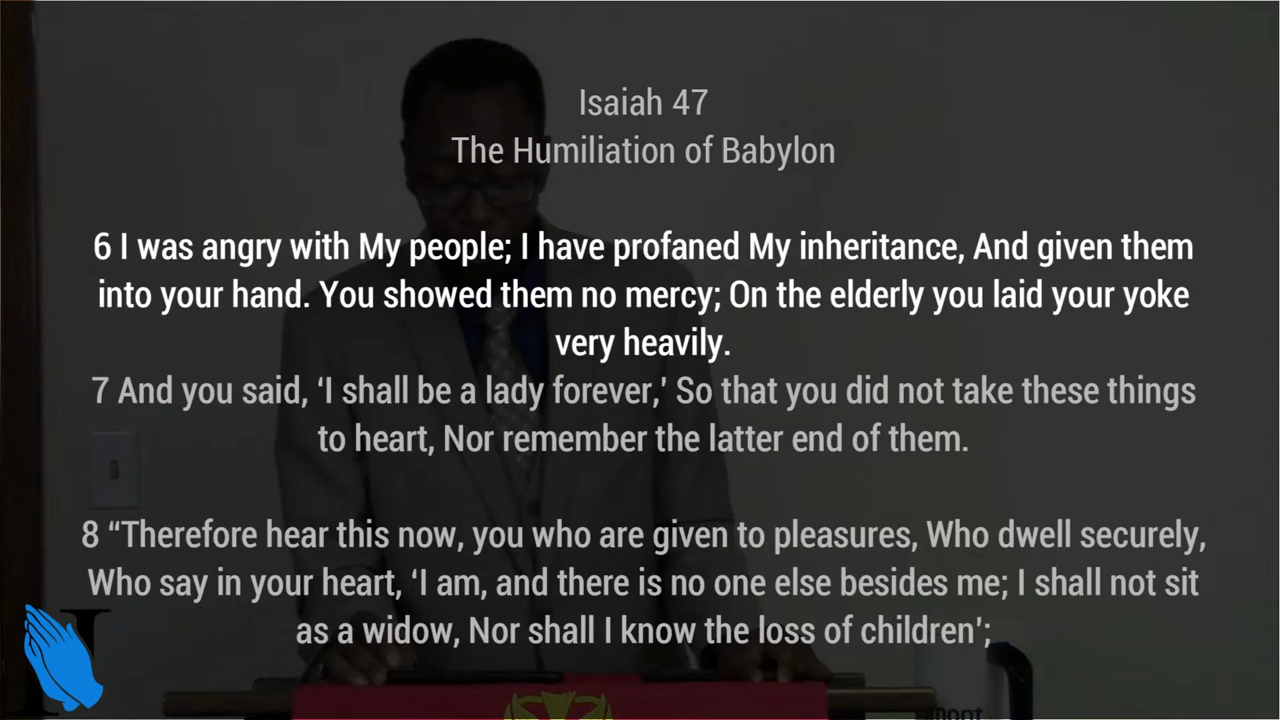 Isaiah 47
The Humiliation of Babylon
6 I was angry with My people; I have profaned My inheritance, And given them
into your hand. You showed them no mercy; On the elderly you laid your yoke
very heavily.
7 And you said, ‘I shall be a lady forever,’ So that you did not take these things
to heart, Nor remember the latter end of them.
8 “Therefore hear this now, you who are given to pleasures, Who dwell securely,
Who say in your heart, ‘I am, and there is no one else besides me; I shall not sit
as a widow, Nor shall I know the loss of children’;